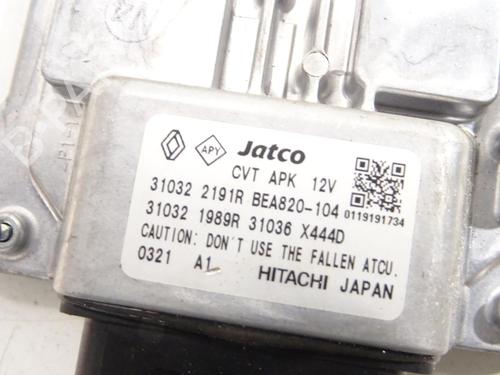 APY Jatco
CVT APK 12V
31032 2191R BEA820-104
31032 1989R 31036 X444D
0119191734
CAUTION: DON'T USE THE FALLEN ATCU.
0321 A1 HITACHI JAPAN